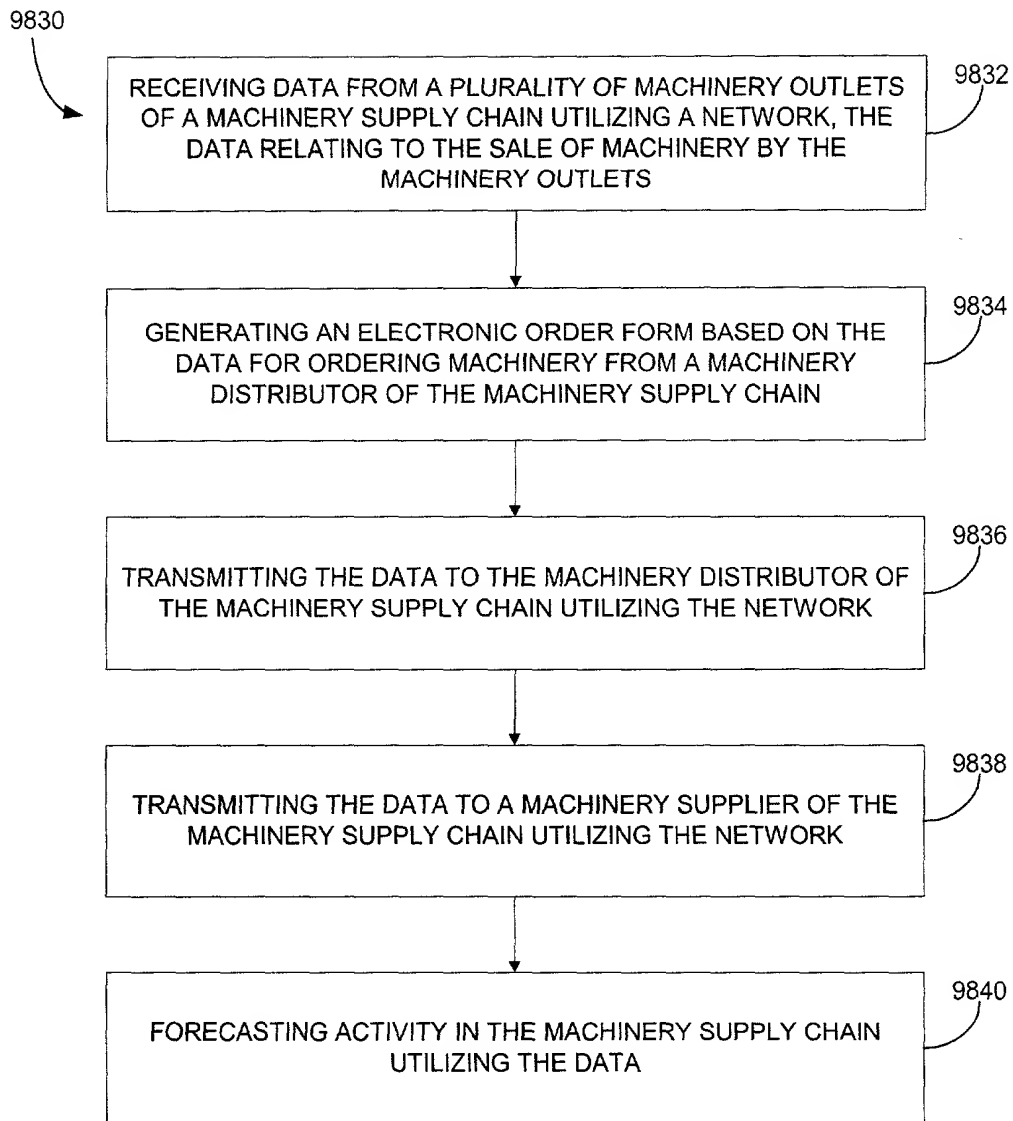 9830
RECEIVING DATA FROM A PLURALITY OF MACHINERY OUTLETS
OF A MACHINERY SUPPLY CHAIN UTILIZING A NETWORK, THE
DATA RELATING TO THE SALE OF MACHINERY BY THE
MACHINERY OUTLETS
9832
GENERATING AN ELECTRONIC ORDER FORM BASED ON THE
DATA FOR ORDERING MACHINERY FROM A MACHINERY
DISTRIBUTOR OF THE MACHINERY SUPPLY CHAIN
9834
TRANSMITTING THE DATA TO THE MACHINERY DISTRIBUTOR OF
THE MACHINERY SUPPLY CHAIN UTILIZING THE NETWORK
9836
TRANSMITTING THE DATA TO A MACHINERY SUPPLIER OF THE
MACHINERY SUPPLY CHAIN UTILIZING THE NETWORK
9838
FORECASTING ACTIVITY IN THE MACHINERY SUPPLY CHAIN
UTILIZING THE DATA
9840